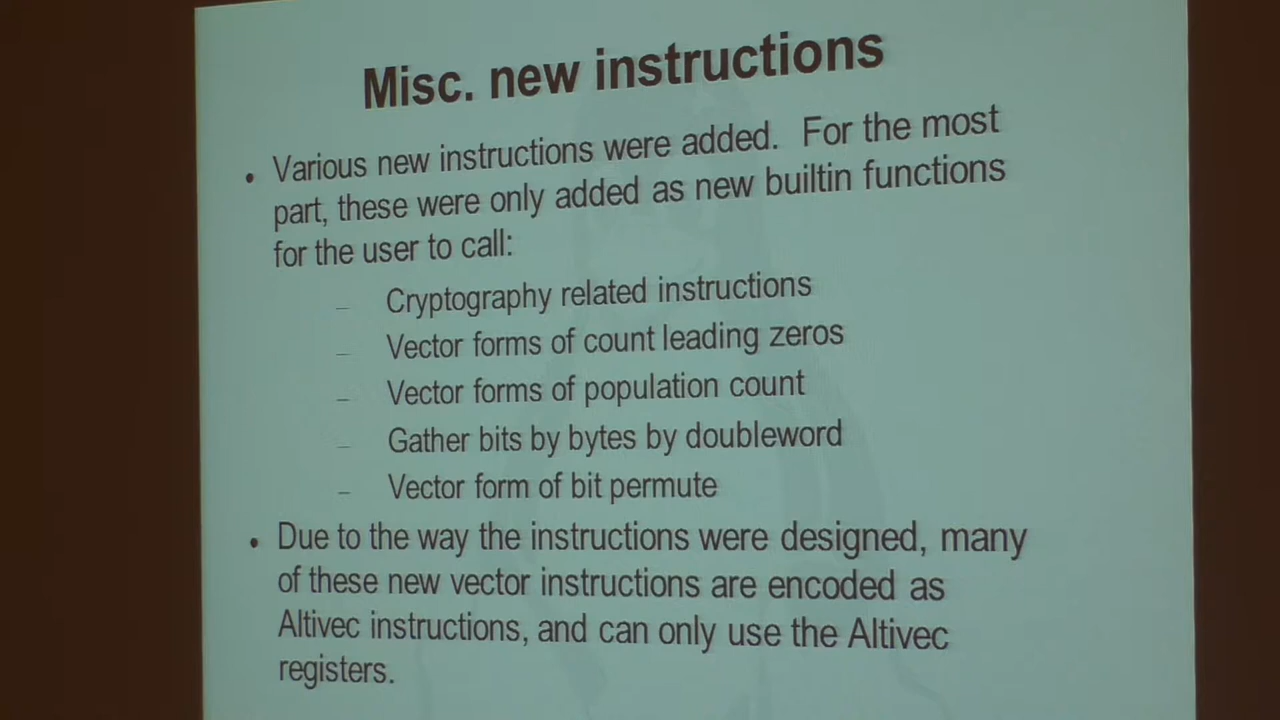 Misc. new instructions
• Various new instructions were added. For the most
part, these were only added as new builtin functions
for the user to call:
– Cryptography related instructions
– Vector forms of count leading zeros
– Vector forms of population count
– Gather bits by bytes by doubleword
– Vector form of bit permute
• Due to the way the instructions were designed, many
of these new vector instructions are encoded as
Altivec instructions, and can only use the Altivec
registers.